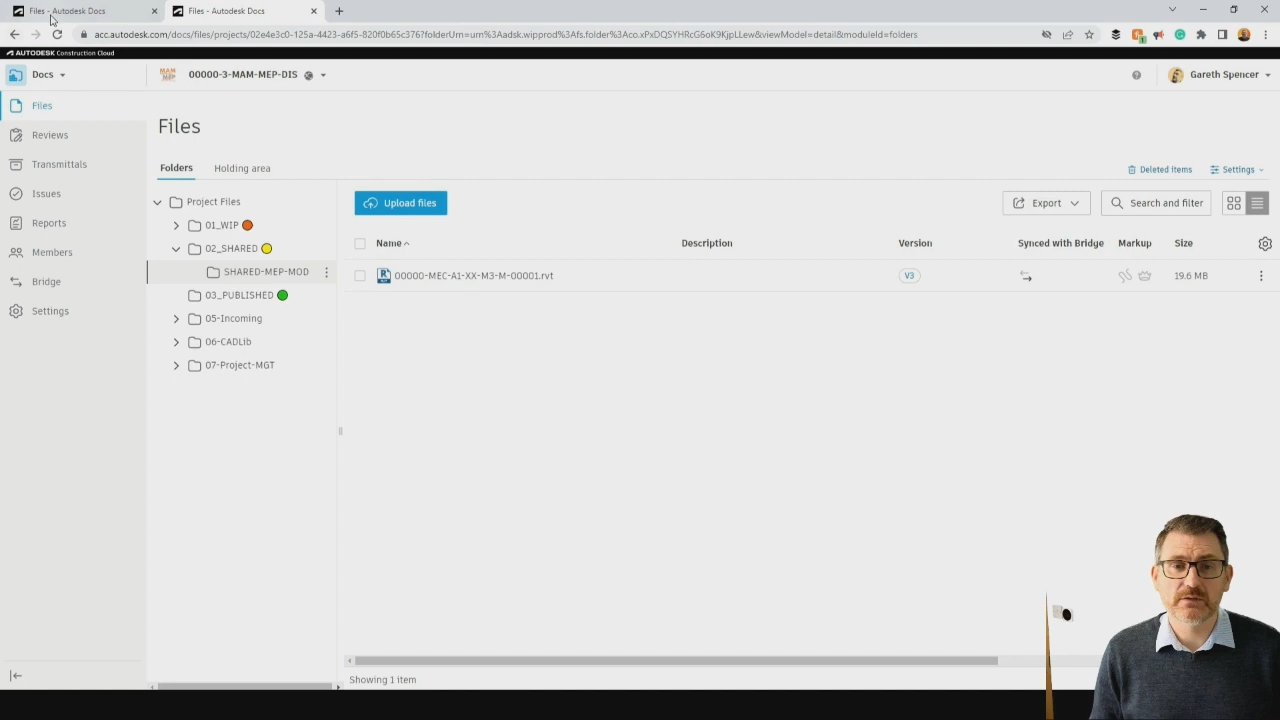 Files - Autodesk Docs
Files - Autodesk Docs
acc.autodesk.com/docs/files/projects/02e4e3c0-125a-4423-a6f5-820f0b65c376?folderUrn=urn%3Aadsk.wipprod%3Afs.folder%3Aco.xPxDQSYHRcG6oK9KjpLLew&viewModel=detail&moduleId=folders
AUTODESK Construction Cloud
Docs
MAM MEP
00000-3-MAM-MEP-DIS
Gareth Spencer
Files
Reviews
Transmittals
Issues
Reports
Members
Bridge
Settings
Files
Folders
Holding area
Deleted items
Settings
Project Files
01_WIP
02_SHARED
SHARED-MEP-MOD
03_PUBLISHED
05-Incoming
06-CADLib
07-Project-MGT
Upload files
Export
Search and filter
Name Description Version Synced with Bridge Markup Size
00000-MEC-A1-XX-M3-M-00001.rvt V3 19.6 MB
Showing 1 item